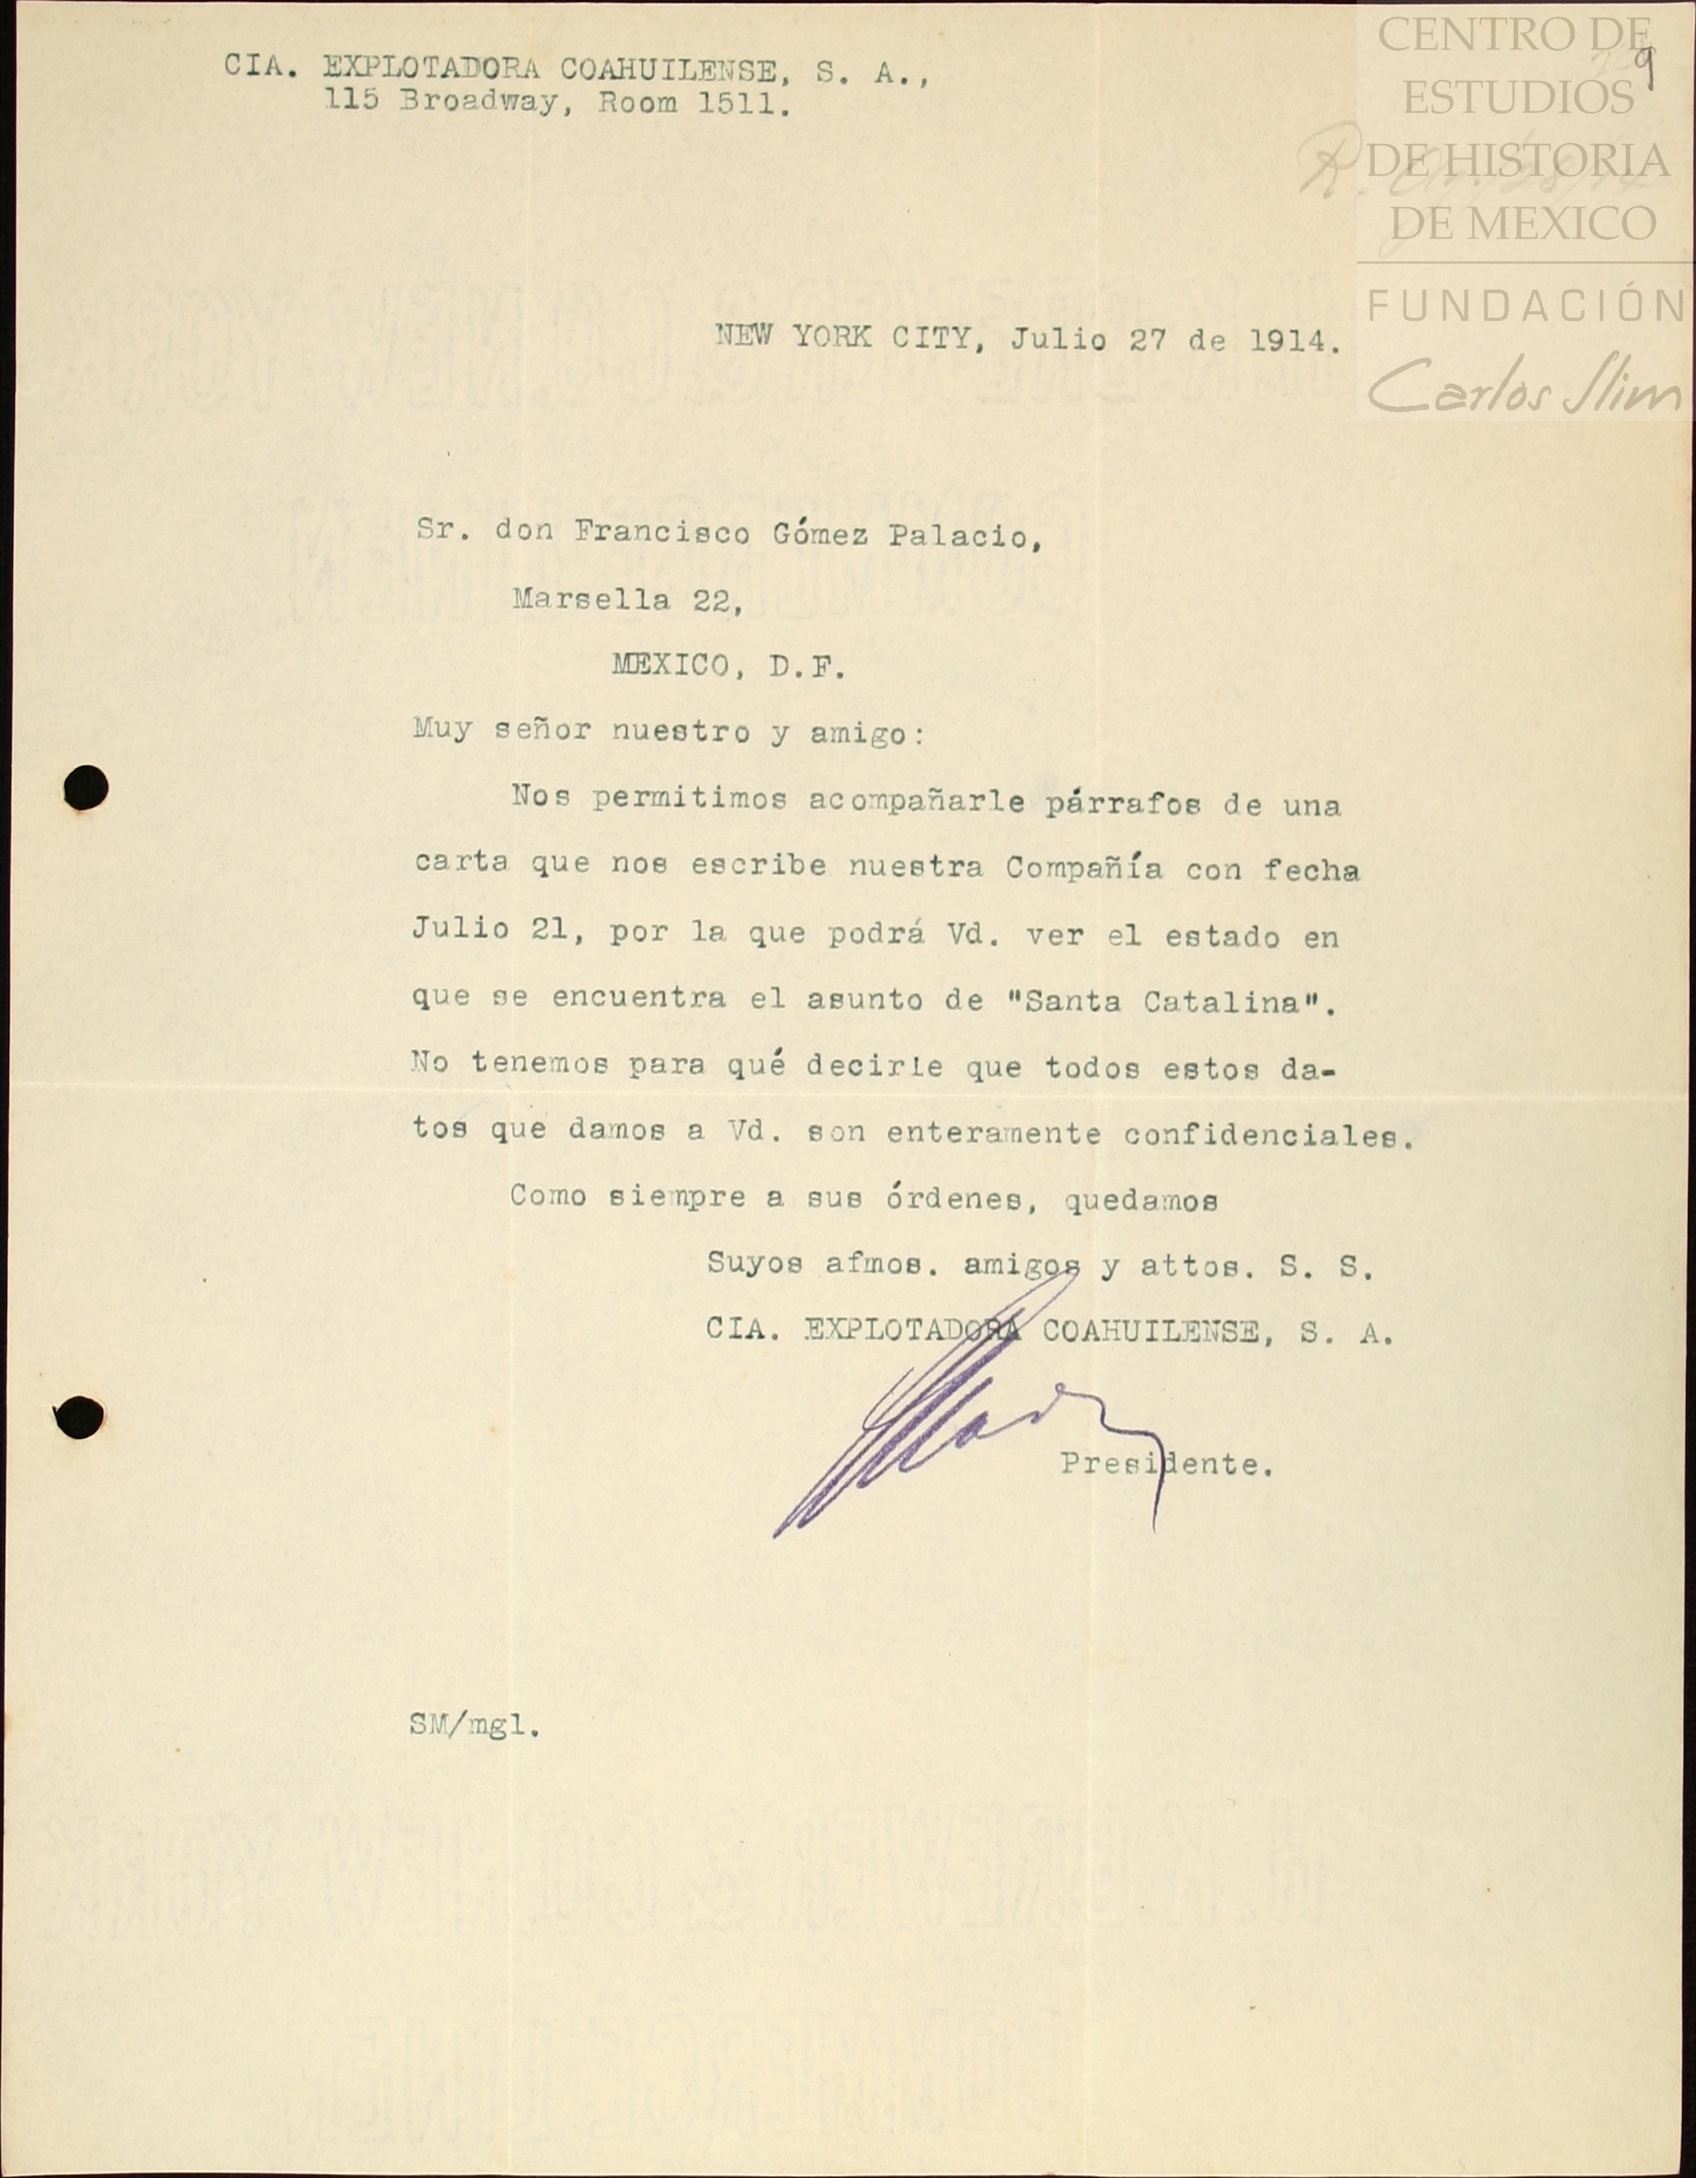 CENTRO DE
ESTUDIOS
DE HISTORIA
DE MEXICO
FUNDACIÓN
Carlos Slim
9
CIA. EXPLOTADORA COAHUILENSE, S. A.,
115 Broadway, Room 1511.
NEW YORK CITY, Julio 27 de 1914.
Sr. don Francisco Gómez Palacio,
Marsella 22,
MEXICO, D.F.
Muy señor nuestro y amigo:
Nos permitimos acompañarle párrafos de una
carta que nos escribe nuestra Compañía con fecha
Julio 21, por la que podrá Vd. ver el estado en
que se encuentra el asunto de "Santa Catalina".
No tenemos para qué decirle que todos estos da-
tos que damos a Vd. son enteramente confidenciales.
Como siempre a sus órdenes, quedamos
Suyos afmos. amigos y attos. S. S.
CIA. EXPLOTADORA COAHUILENSE, S. A.
Presidente.
SM/mgl.